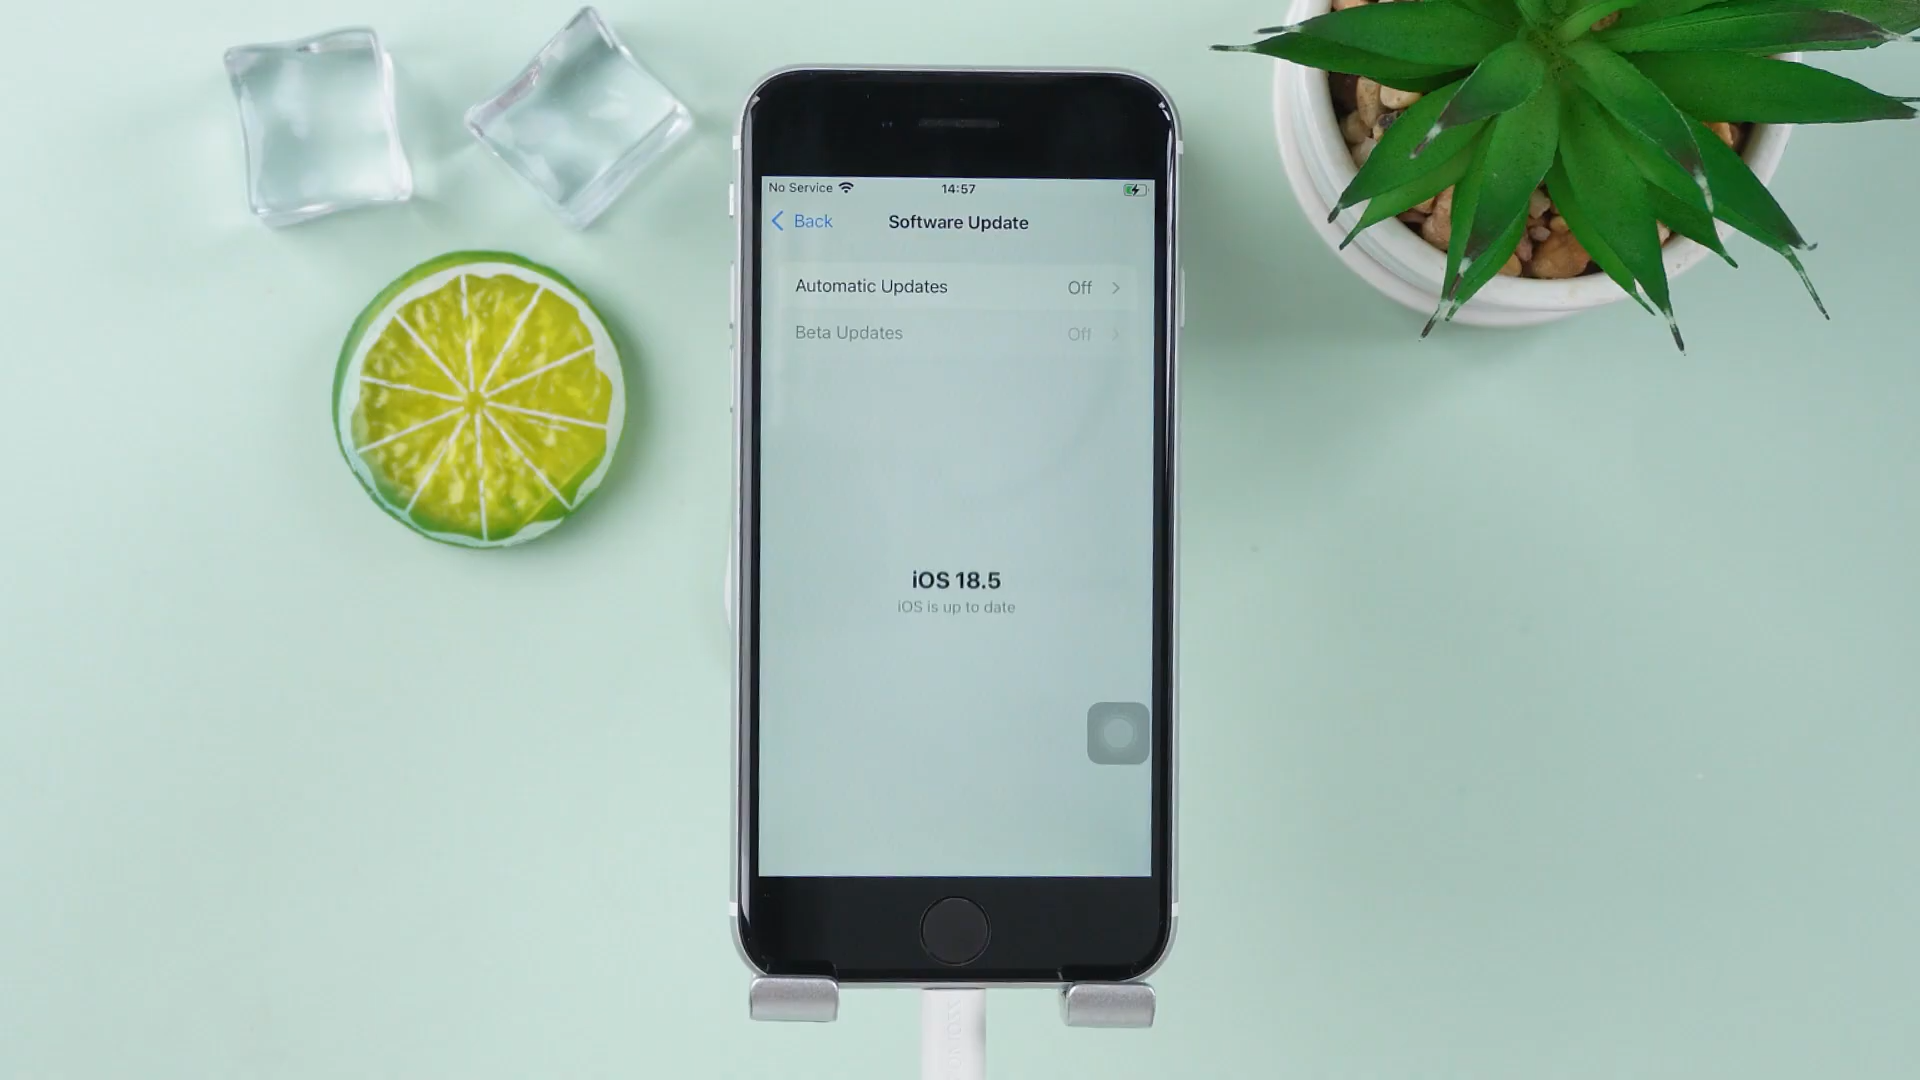 No Service 14:57
Back Software Update
Automatic Updates Off
Beta Updates Off
iOS 18.5
iOS is up to date